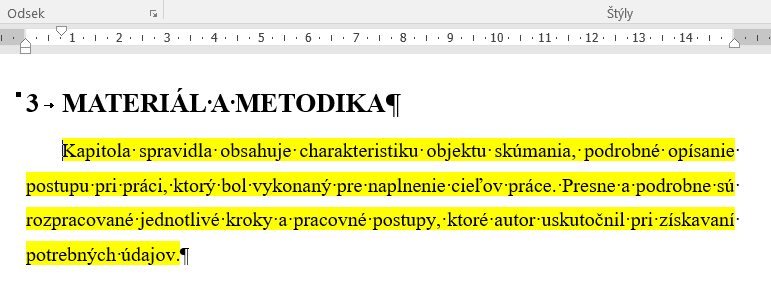 Odsek Štýly
1 2 3 4 5 6 7 8 9 10 11 12 13 14
3 MATERIÁL A METODIKA
Kapitola spravidla obsahuje charakteristiku objektu skúmania, podrobné opísanie
postupu pri práci, ktorý bol vykonaný pre naplnenie cieľov práce. Presne a podrobne sú
rozpracované jednotlivé kroky a pracovné postupy, ktoré autor uskutočnil pri získavaní
potrebných údajov.